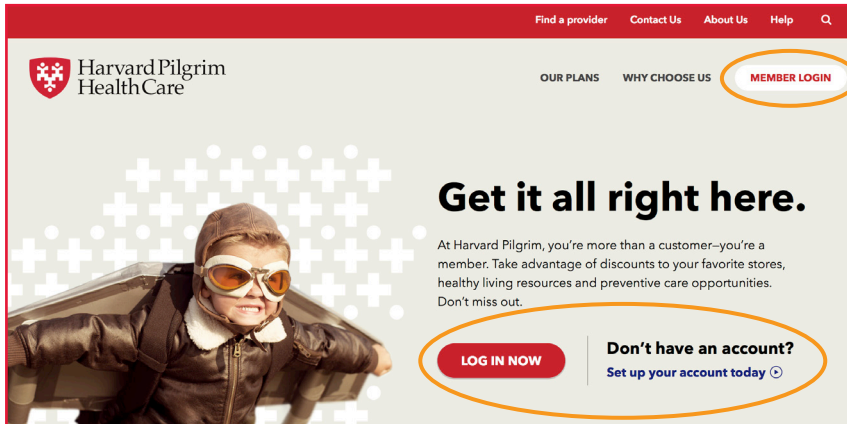 Find a provider Contact Us About Us Help
Harvard Pilgrim
Health Care
OUR PLANS WHY CHOOSE US MEMBER LOGIN
Get it all right here.
At Harvard Pilgrim, you're more than a customer—you're a
member. Take advantage of discounts to your favorite stores,
healthy living resources and preventive care opportunities.
Don't miss out.
LOG IN NOW
Don't have an account?
Set up your account today